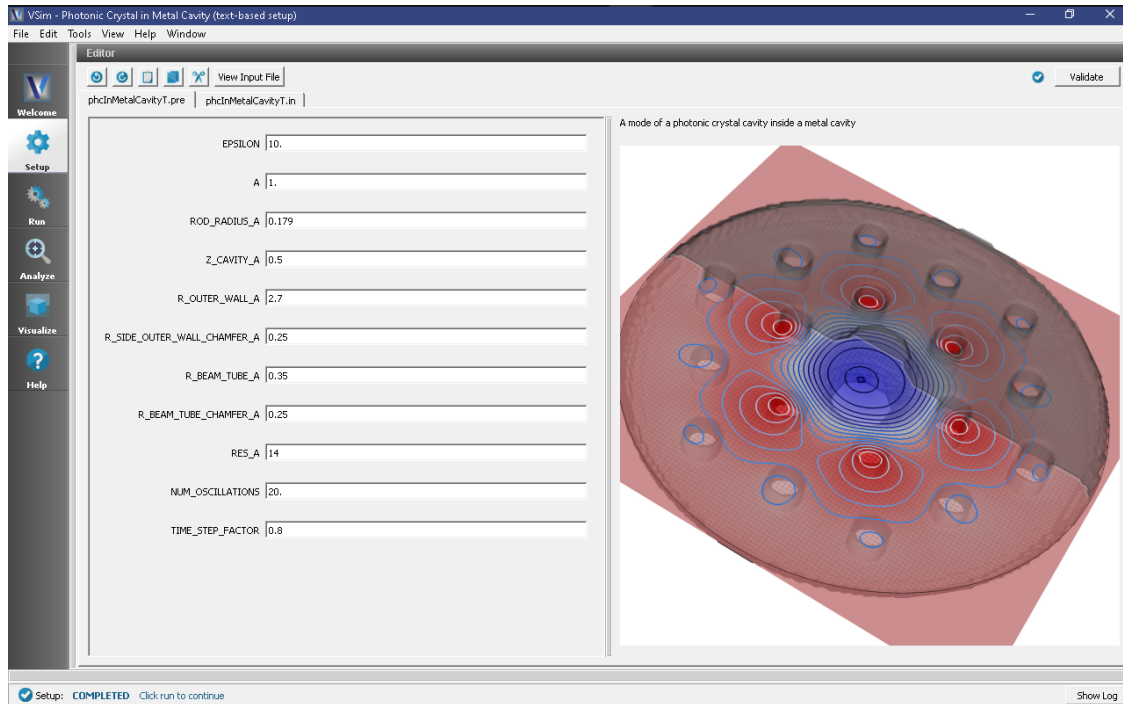 VSim - Photonic Crystal in Metal Cavity (text-based setup)
File Edit Tools View Help Window
Editor
View Input File
Validate
phcInMetalCavityT.pre
phcInMetalCavityT.in
Welcome
Setup
Run
Analyze
Visualize
Help
EPSILON 10.
A 1.
ROD_RADIUS_A 0.179
Z_CAVITY_A 0.5
R_OUTER_WALL_A 2.7
R_SIDE_OUTER_WALL_CHAMFER_A 0.25
R_BEAM_TUBE_A 0.35
R_BEAM_TUBE_CHAMFER_A 0.25
RES_A 14
NUM_OSCILLATIONS 20.
TIME_STEP_FACTOR 0.8
A mode of a photonic crystal cavity inside a metal cavity
Setup: COMPLETED Click run to continue
Show Log